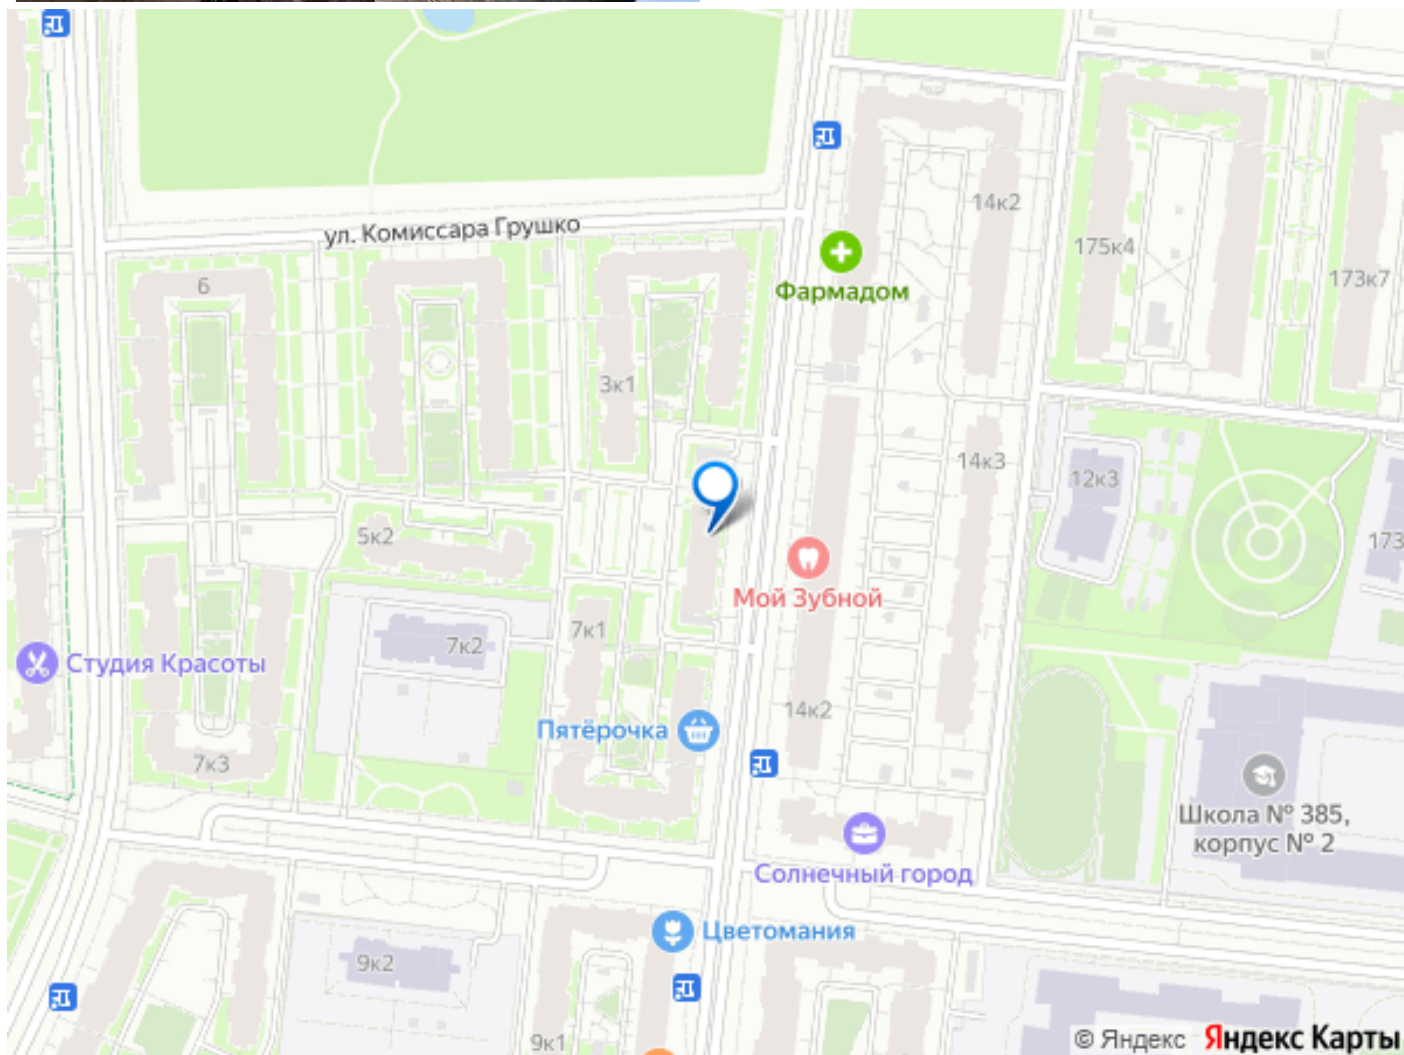 ул. Комиссара Грушко
14к2
175к4
173к7
6
Фармадом
3к1
14к3
12к3
5к2
173
Мой Зубной
7к1
7к2
Студия Красоты
14к2
Пятёрочка
7к3
Школа № 385,
корпус № 2
Солнечный город
Цветомания
9к2
9к1
© Яндекс Яндекс Карты